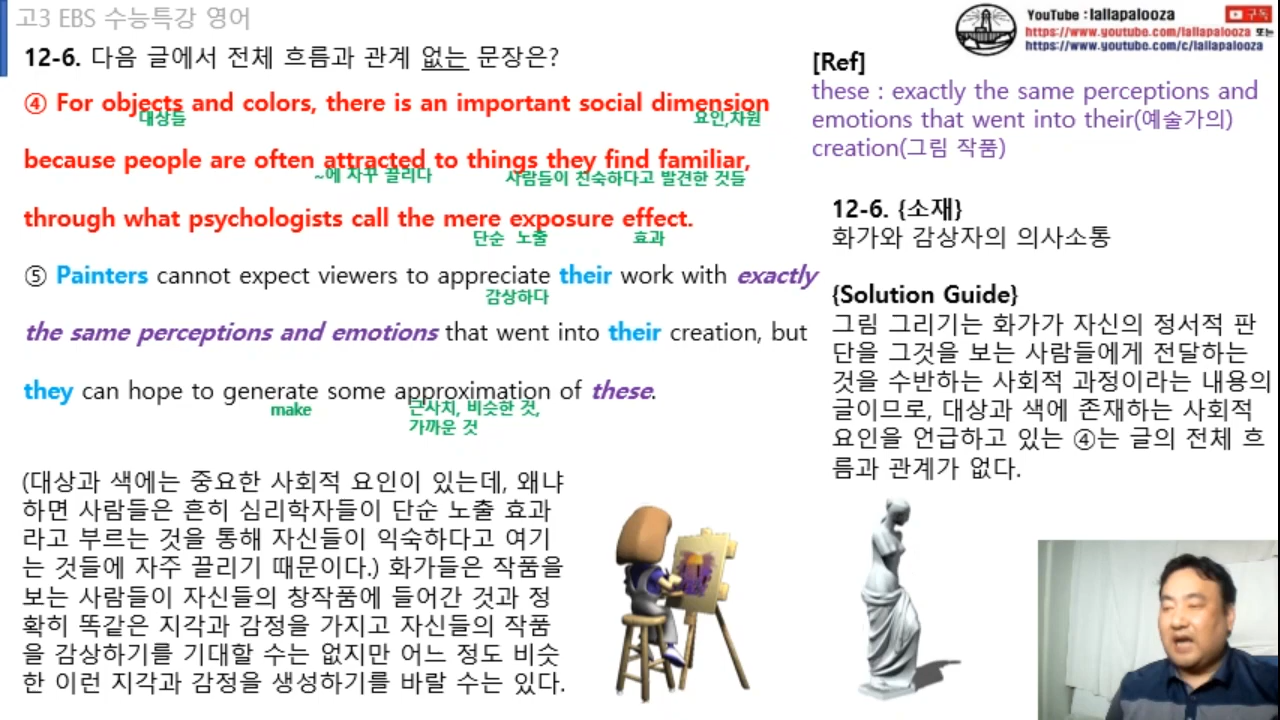 고3 EBS 수능특강 영어
YouTube : lallapalooza
구독
https://www.youtube.com/lallapalooza 또는
https://www.youtube.com/c/lallapalooza
12-6. 다음 글에서 전체 흐름과 관계 없는 문장은?
④ For objects and colors, there is an important social dimension
대상들 요인,차원
because people are often attracted to things they find familiar,
~에 자꾸 끌리다 사람들이 친숙하다고 발견한 것들
through what psychologists call the mere exposure effect.
단순 노출 효과
⑤ Painters cannot expect viewers to appreciate their work with exactly
감상하다
the same perceptions and emotions that went into their creation, but
they can hope to generate some approximation of these.
make 근사치, 비슷한 것,
가까운 것
(대상과 색에는 중요한 사회적 요인이 있는데, 왜냐
하면 사람들은 흔히 심리학자들이 단순 노출 효과
라고 부르는 것을 통해 자신들이 익숙하다고 여기
는 것들에 자주 끌리기 때문이다.) 화가들은 작품을
보는 사람들이 자신들의 창작품에 들어간 것과 정
확히 똑같은 지각과 감정을 가지고 자신들의 작품
을 감상하기를 기대할 수는 없지만 어느 정도 비슷
한 이런 지각과 감정을 생성하기를 바랄 수는 있다.
[Ref]
these : exactly the same perceptions and
emotions that went into their(예술가의)
creation(그림 작품)
12-6. {소재}
화가와 감상자의 의사소통
{Solution Guide}
그림 그리기는 화가가 자신의 정서적 판
단을 그것을 보는 사람들에게 전달하는
것을 수반하는 사회적 과정이라는 내용의
글이므로, 대상과 색에 존재하는 사회적
요인을 언급하고 있는 ④는 글의 전체 흐
름과 관계가 없다.